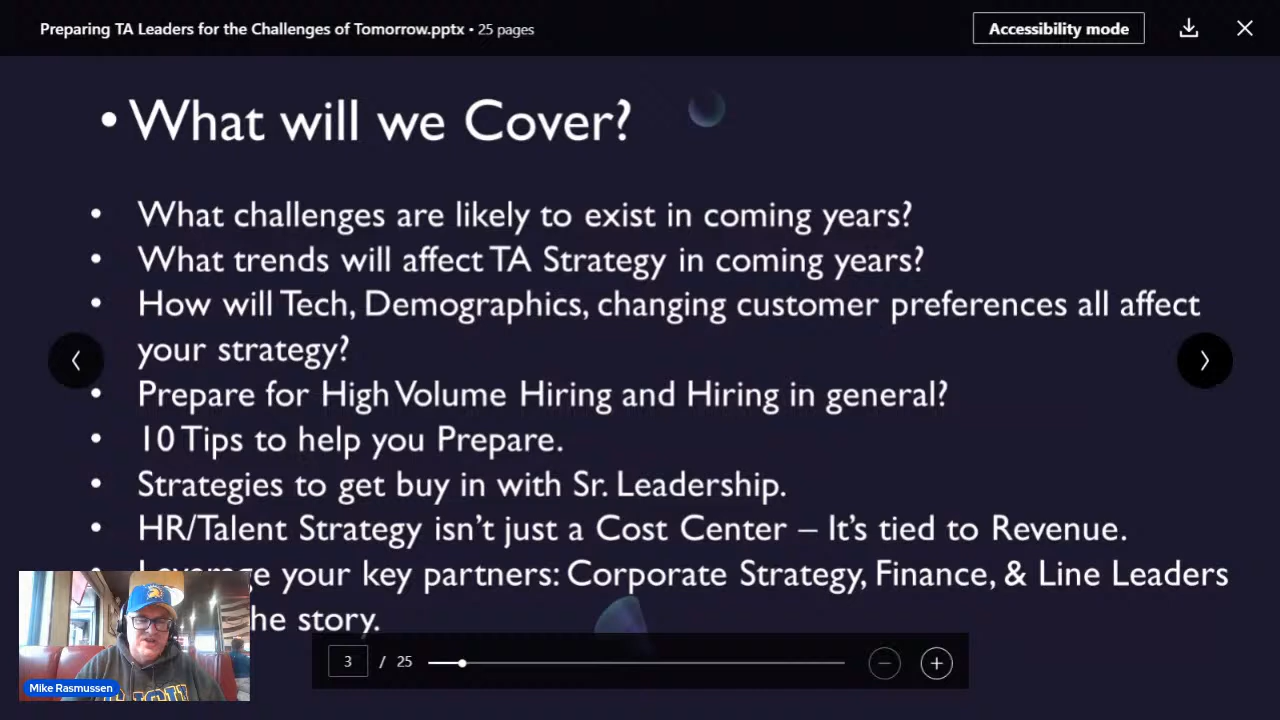 Preparing TA Leaders for the Challenges of Tomorrow.pptx • 25 pages
Accessibility mode
• What will we Cover?
• What challenges are likely to exist in coming years?
• What trends will affect TA Strategy in coming years?
• How will Tech, Demographics, changing customer preferences all affect
your strategy?
• Prepare for High Volume Hiring and Hiring in general?
• 10 Tips to help you Prepare.
• Strategies to get buy in with Sr. Leadership.
• HR/Talent Strategy isn't just a Cost Center – It's tied to Revenue.
Leverage your key partners: Corporate Strategy, Finance, & Line Leaders
he story.
Mike Rasmussen
3 / 25